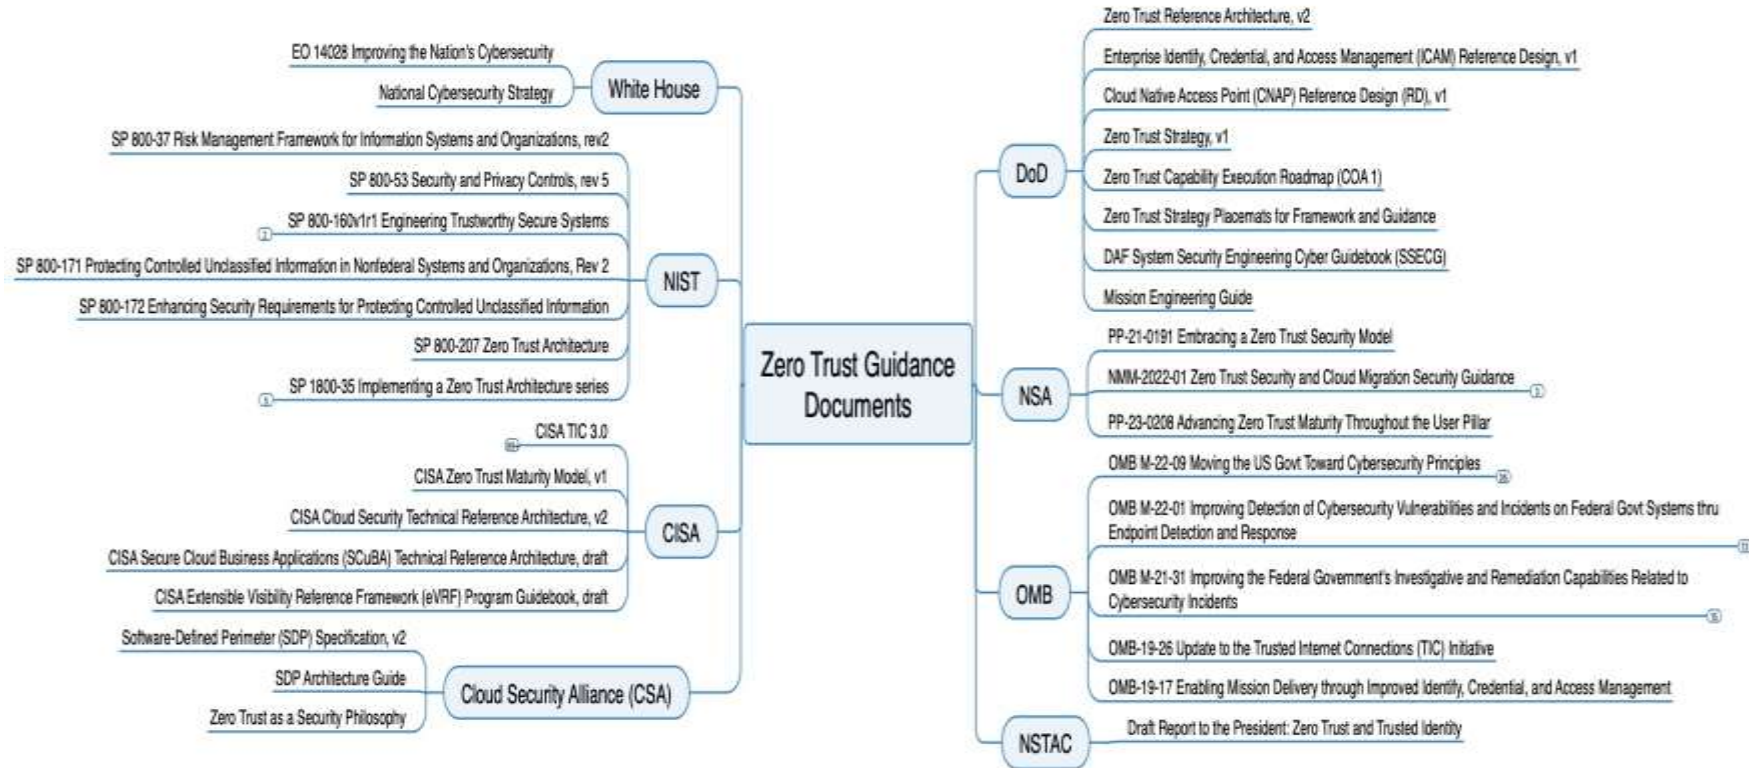 Zero Trust Guidance
Documents
White House
EO 14028 Improving the Nation's Cybersecurity
National Cybersecurity Strategy
NIST
SP 800-37 Risk Management Framework for Information Systems and Organizations, rev2
SP 800-53 Security and Privacy Controls, rev 5
SP 800-160v1r1 Engineering Trustworthy Secure Systems
SP 800-171 Protecting Controlled Unclassified Information in Nonfederal Systems and Organizations, Rev 2
SP 800-172 Enhancing Security Requirements for Protecting Controlled Unclassified Information
SP 800-207 Zero Trust Architecture
SP 1800-35 Implementing a Zero Trust Architecture series
CISA
CISA TIC 3.0
CISA Zero Trust Maturity Model, v1
CISA Cloud Security Technical Reference Architecture, v2
CISA Secure Cloud Business Applications (SCuBA) Technical Reference Architecture, draft
CISA Extensible Visibility Reference Framework (eVRF) Program Guidebook, draft
Cloud Security Alliance (CSA)
Software-Defined Perimeter (SDP) Specification, v2
SDP Architecture Guide
Zero Trust as a Security Philosophy
DoD
Zero Trust Reference Architecture, v2
Enterprise Identify, Credential, and Access Management (ICAM) Reference Design, v1
Cloud Native Access Point (CNAP) Reference Design (RD), v1
Zero Trust Strategy, v1
Zero Trust Capability Execution Roadmap (COA 1)
Zero Trust Strategy Placemats for Framework and Guidance
DAF System Security Engineering Cyber Guidebook (SSECG)
Mission Engineering Guide
NSA
PP-21-0191 Embracing a Zero Trust Security Model
NMM-2022-01 Zero Trust Security and Cloud Migration Security Guidance
PP-23-0208 Advancing Zero Trust Maturity Throughout the User Pillar
OMB
OMB M-22-09 Moving the US Govt Toward Cybersecurity Principles
OMB M-22-01 Improving Detection of Cybersecurity Vulnerabilities and Incidents on Federal Govt Systems thru
Endpoint Detection and Response
OMB M-21-31 Improving the Federal Government's Investigative and Remediation Capabilities Related to
Cybersecurity Incidents
OMB-19-26 Update to the Trusted Internet Connections (TIC) Initiative
OMB-19-17 Enabling Mission Delivery through Improved Identify, Credential, and Access Management
NSTAC
Draft Report to the President: Zero Trust and Trusted Identity